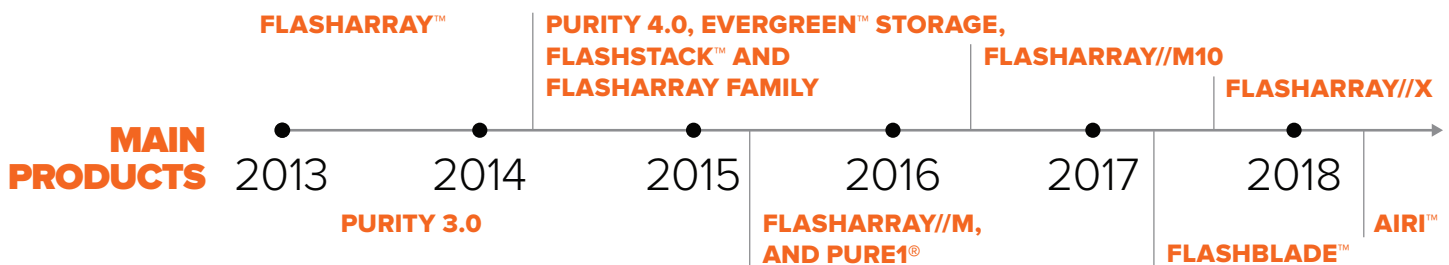 FLASHARRAY™
PURITY 4.0, EVERGREEN™ STORAGE,
FLASHSTACK™ AND
FLASHARRAY FAMILY
FLASHARRAY//M10
FLASHARRAY//X
MAIN
PRODUCTS
2013
2014
2015
2016
2017
2018
PURITY 3.0
FLASHARRAY//M,
AND PURE1®
FLASHBLADE™
AIRI™